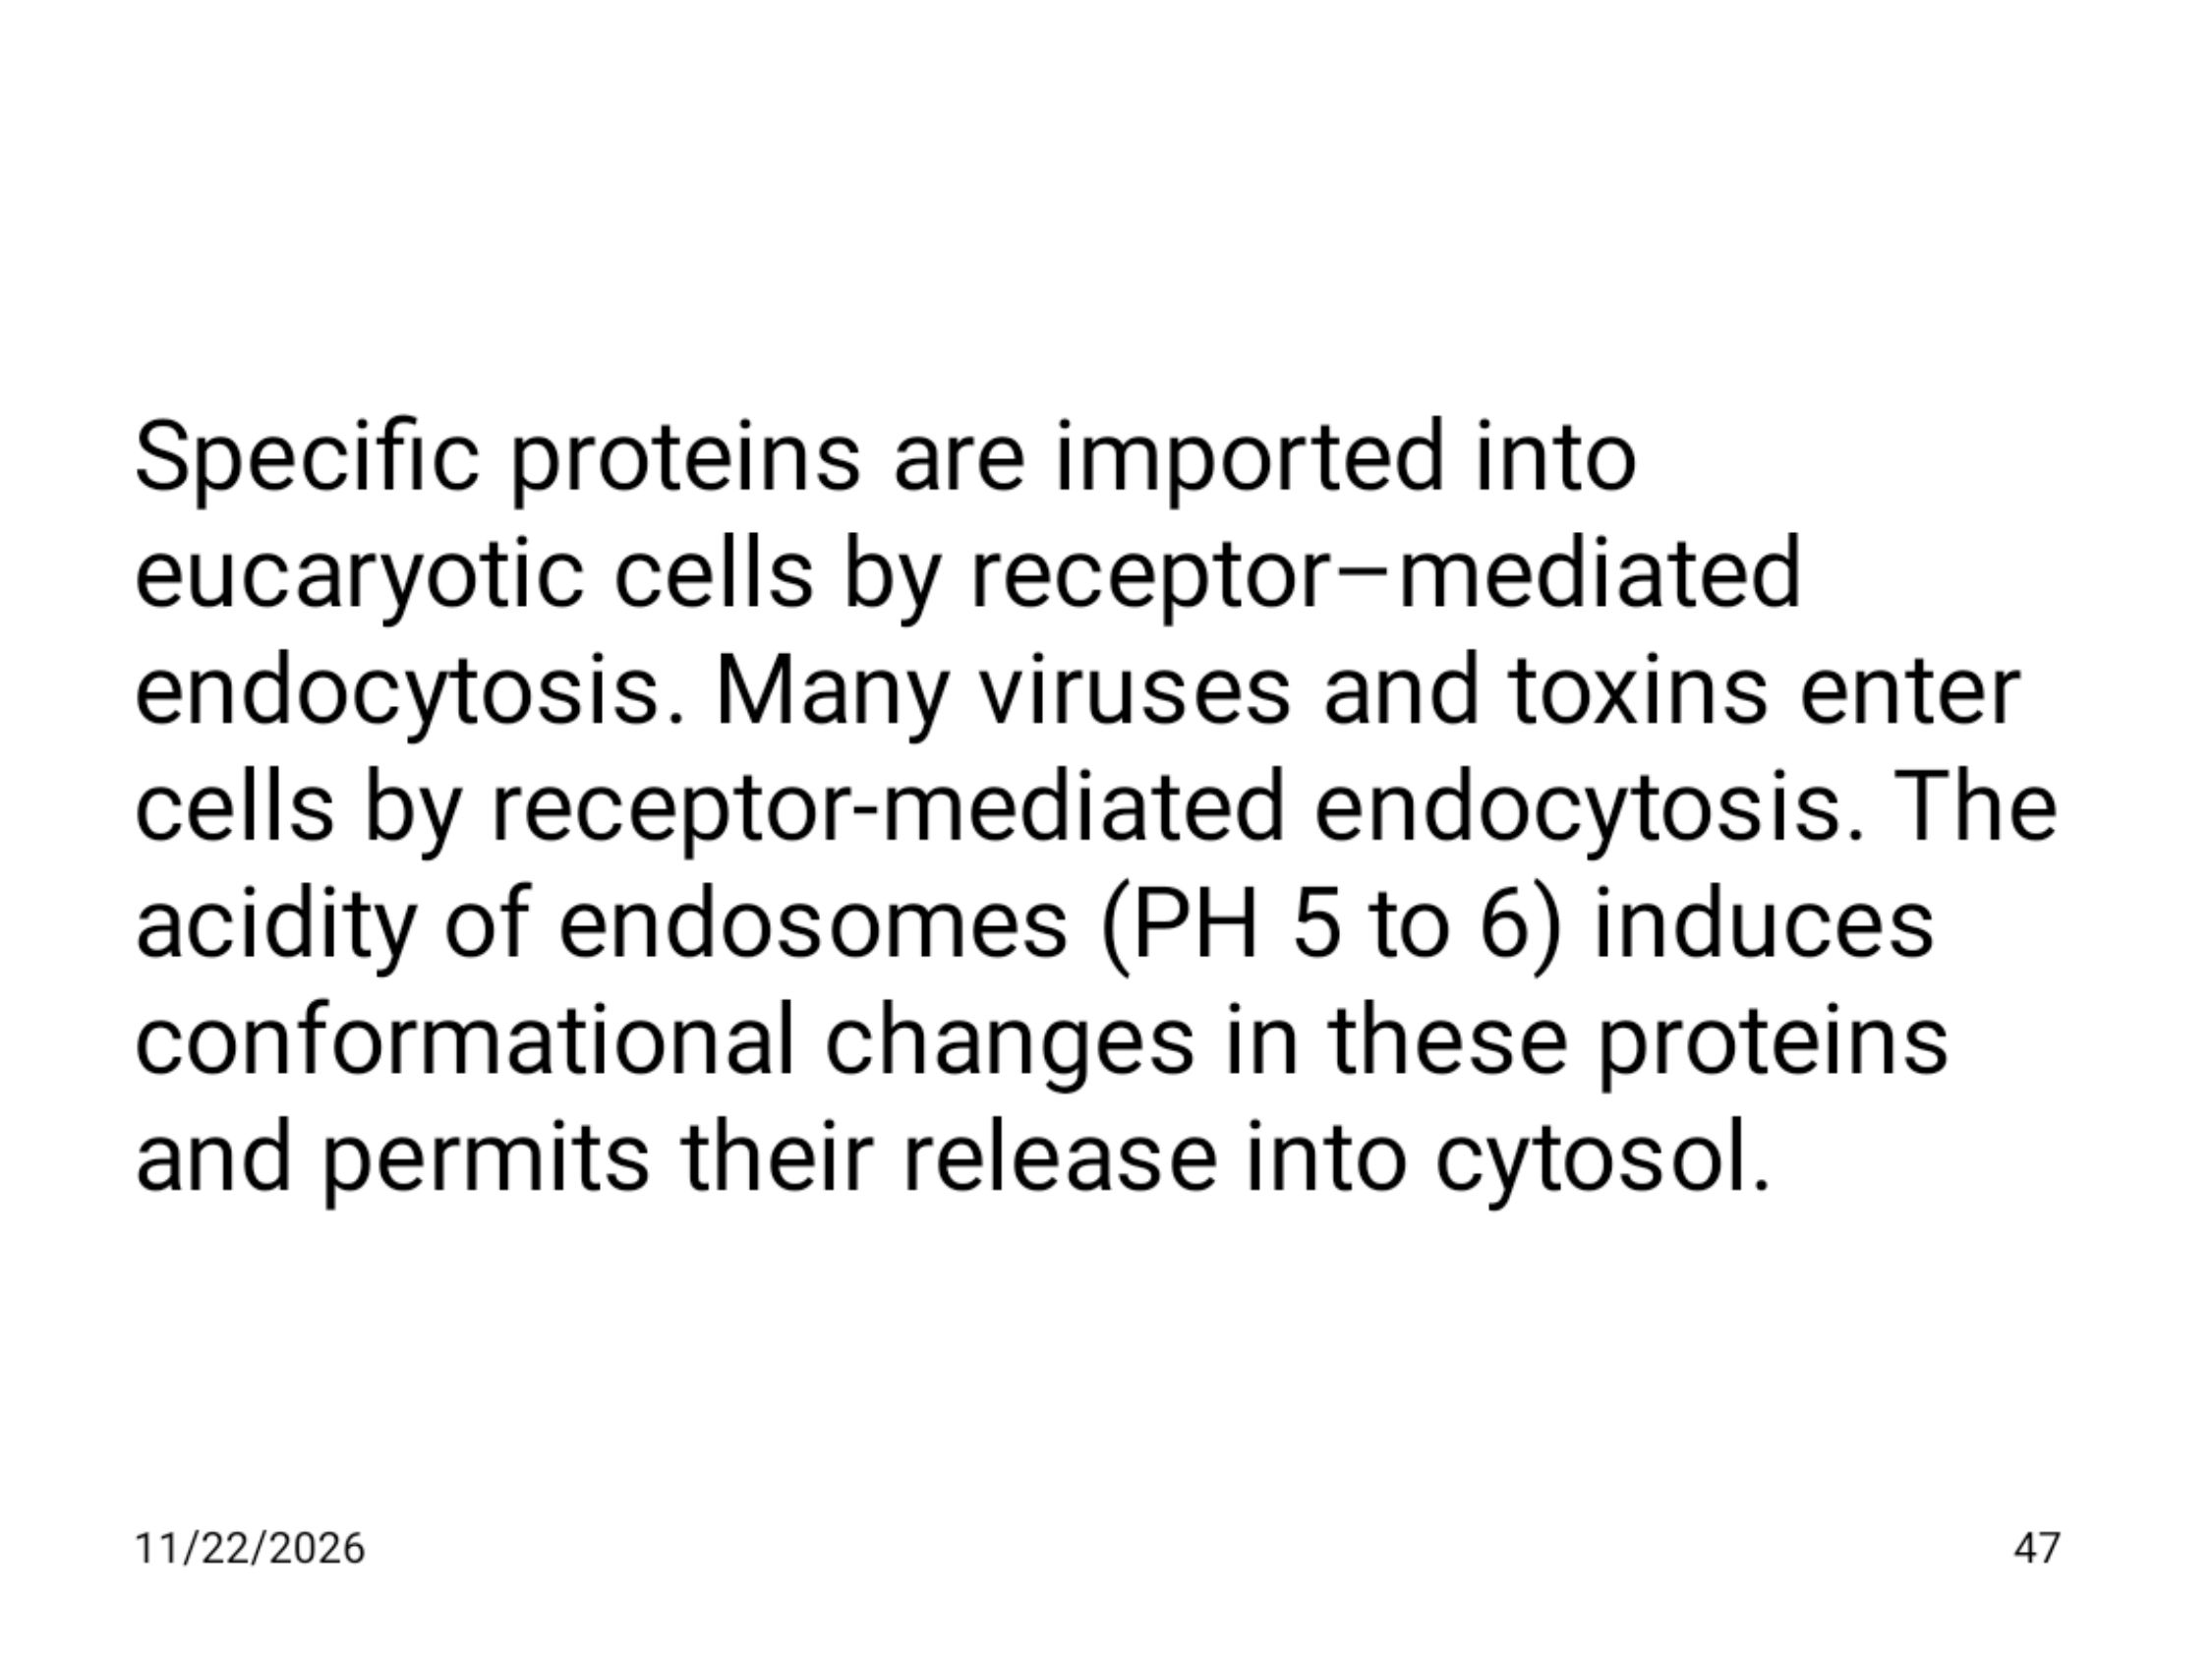 Specific proteins are imported into
eucaryotic cells by receptor–mediated
endocytosis. Many viruses and toxins enter
cells by receptor-mediated endocytosis. The
acidity of endosomes (PH 5 to 6) induces
conformational changes in these proteins
and permits their release into cytosol.
11/22/2026
47